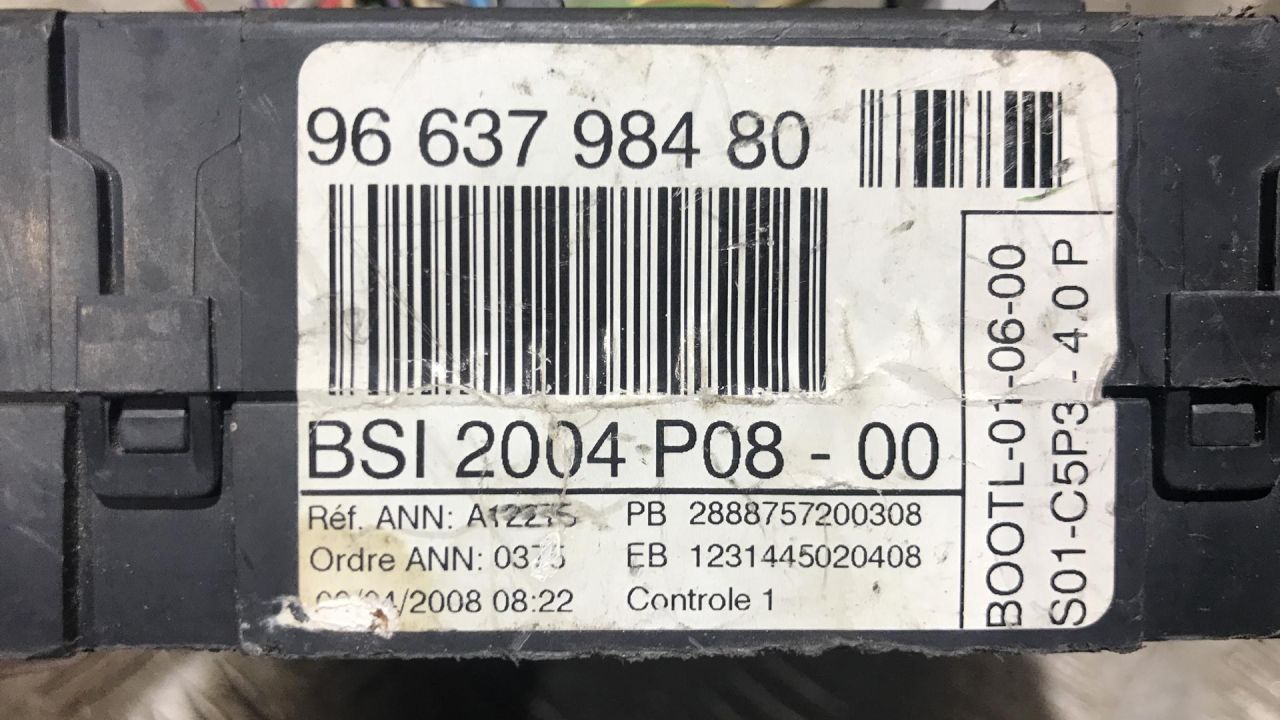 96 637 984 80
BSI 2004 P08 - 00
Réf. ANN: PB 2888757200308
Ordre ANN: 0375 EB 1231445020408
08:22 Controle 1
BOOTL-01-06-00
S01-C5P3 - 4.0 P